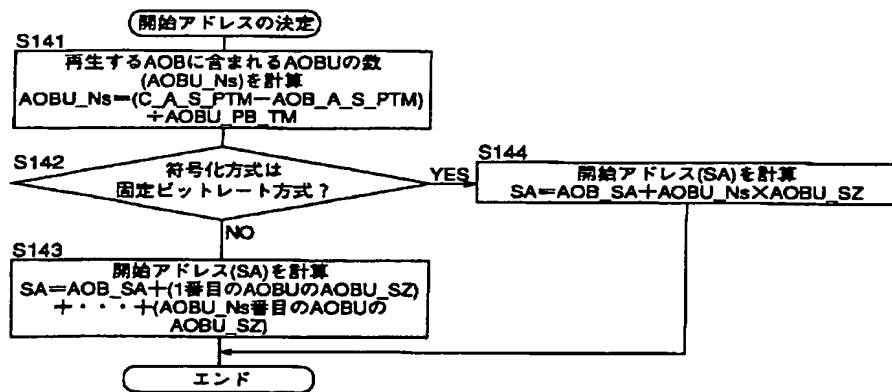 開始アドレスの決定
S141
再生するAOBに含まれるAOBUの数
(AOBU_Ns)を計算
AOBU_Ns=(C_A_S_PTM-AOB_A_S_PTM)
÷AOBU_PB_TM
S142
符号化方式は
固定ビットレート方式?
YES
S144
開始アドレス(SA)を計算
SA=AOB_SA+AOBU_Ns×AOBU_SZ
NO
S143
開始アドレス(SA)を計算
SA=AOB_SA+(1番目のAOBUのAOBU_SZ)
+・・・+(AOBU_Ns番目のAOBUの
AOBU_SZ)
エンド